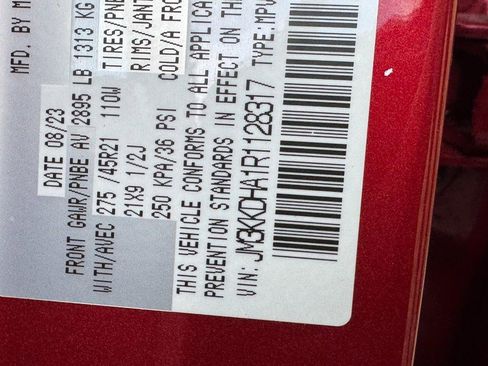 MFD. BY M
DATE 08/23
FRONT GAWR/PNBE AV 2895 LB 1313 KG
WITH/AVEC 275 /45R21 110W TIRES/PNE
21X9 1/2J RIMS/JANT
250 KPA/36 PSI COLD/A FRO
THIS VEHICLE CONFORMS TO ALL APPLICA
PREVENTION STANDARDS IN EFFECT ON THE
VIN: JM3KKDHA1R1128317 TYPE:MPV